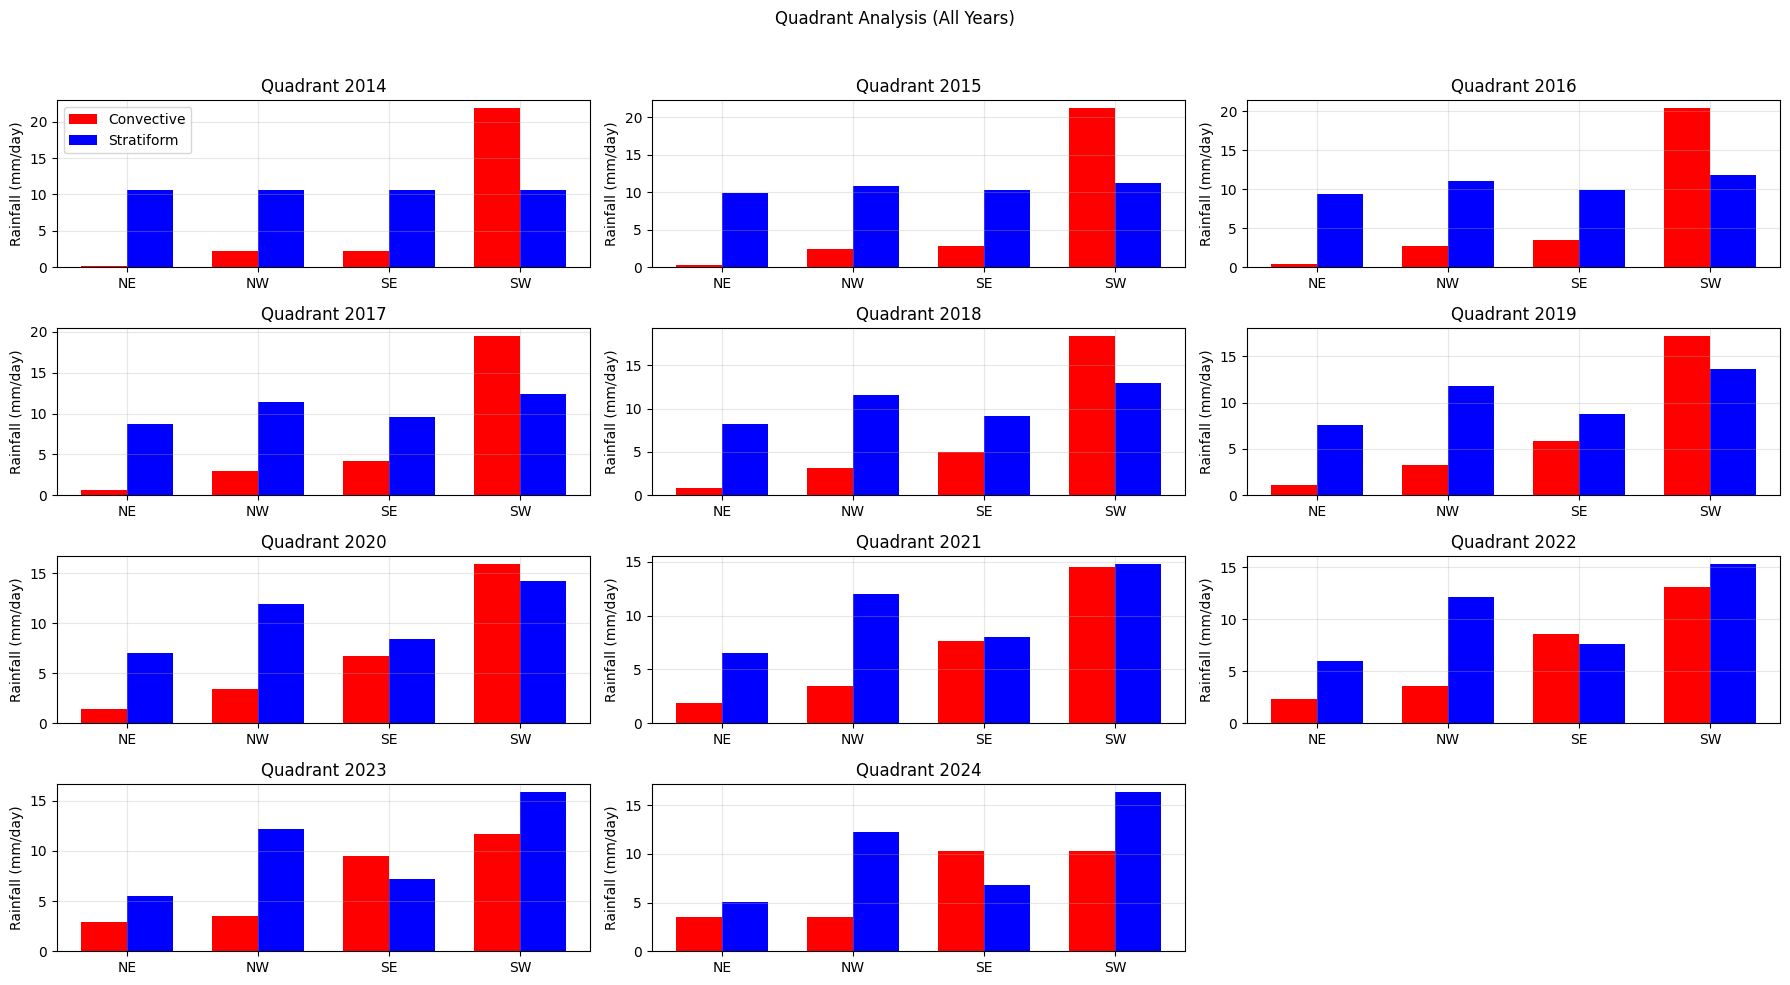 Quadrant Analysis (All Years)
Quadrant 2014
Rainfall (mm/day)
20
15
10
5
0
Convective
Stratiform
NE NW SE SW
Quadrant 2015
Rainfall (mm/day)
20
15
10
5
0
NE NW SE SW
Quadrant 2016
Rainfall (mm/day)
20
15
10
5
0
NE NW SE SW
Quadrant 2017
Rainfall (mm/day)
20
15
10
5
0
NE NW SE SW
Quadrant 2018
Rainfall (mm/day)
15
10
5
0
NE NW SE SW
Quadrant 2019
Rainfall (mm/day)
15
10
5
0
NE NW SE SW
Quadrant 2020
Rainfall (mm/day)
15
10
5
0
NE NW SE SW
Quadrant 2021
Rainfall (mm/day)
15
10
5
0
NE NW SE SW
Quadrant 2022
Rainfall (mm/day)
15
10
5
0
NE NW SE SW
Quadrant 2023
Rainfall (mm/day)
15
10
5
0
NE NW SE SW
Quadrant 2024
Rainfall (mm/day)
15
10
5
0
NE NW SE SW